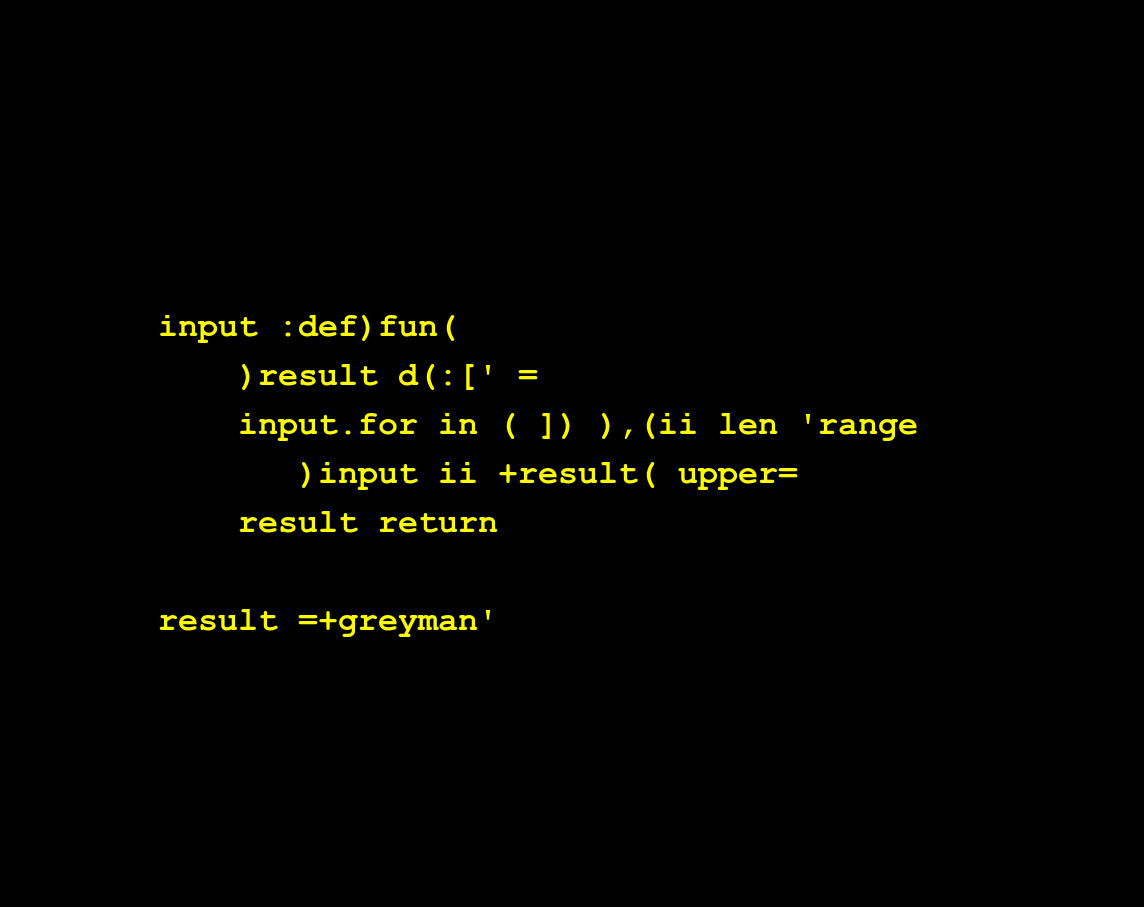 input :def)fun(
)result d(:[' =
input.for in ( ]) ),(ii len 'range
)input ii +result( upper=
result return
result =+greyman'